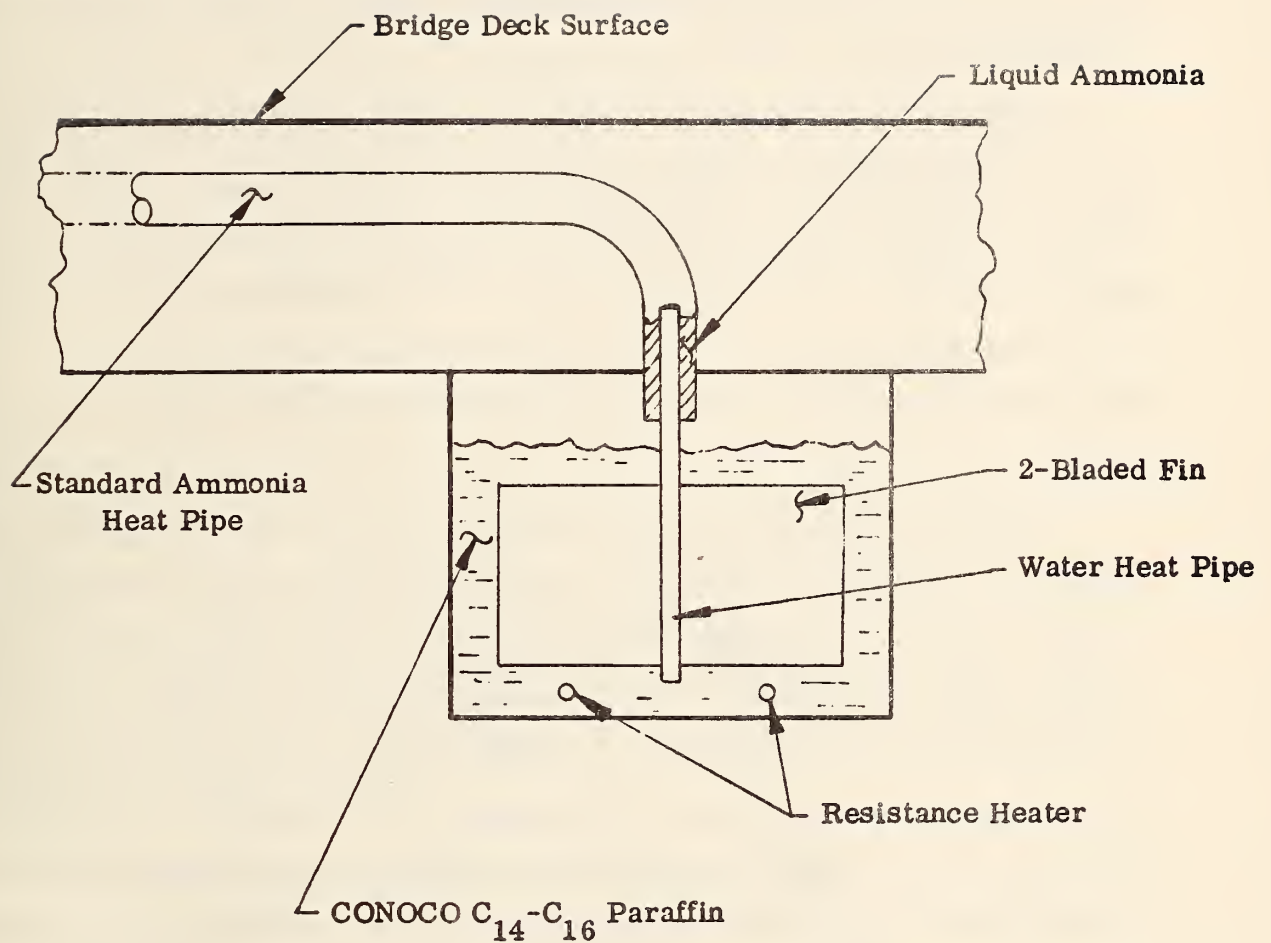 Bridge Deck Surface
Liquid Ammonia
Standard Ammonia
Heat Pipe
2-Bladed Fin
Water Heat Pipe
Resistance Heater
CONOCO C₁₄-C₁₆ Paraffin